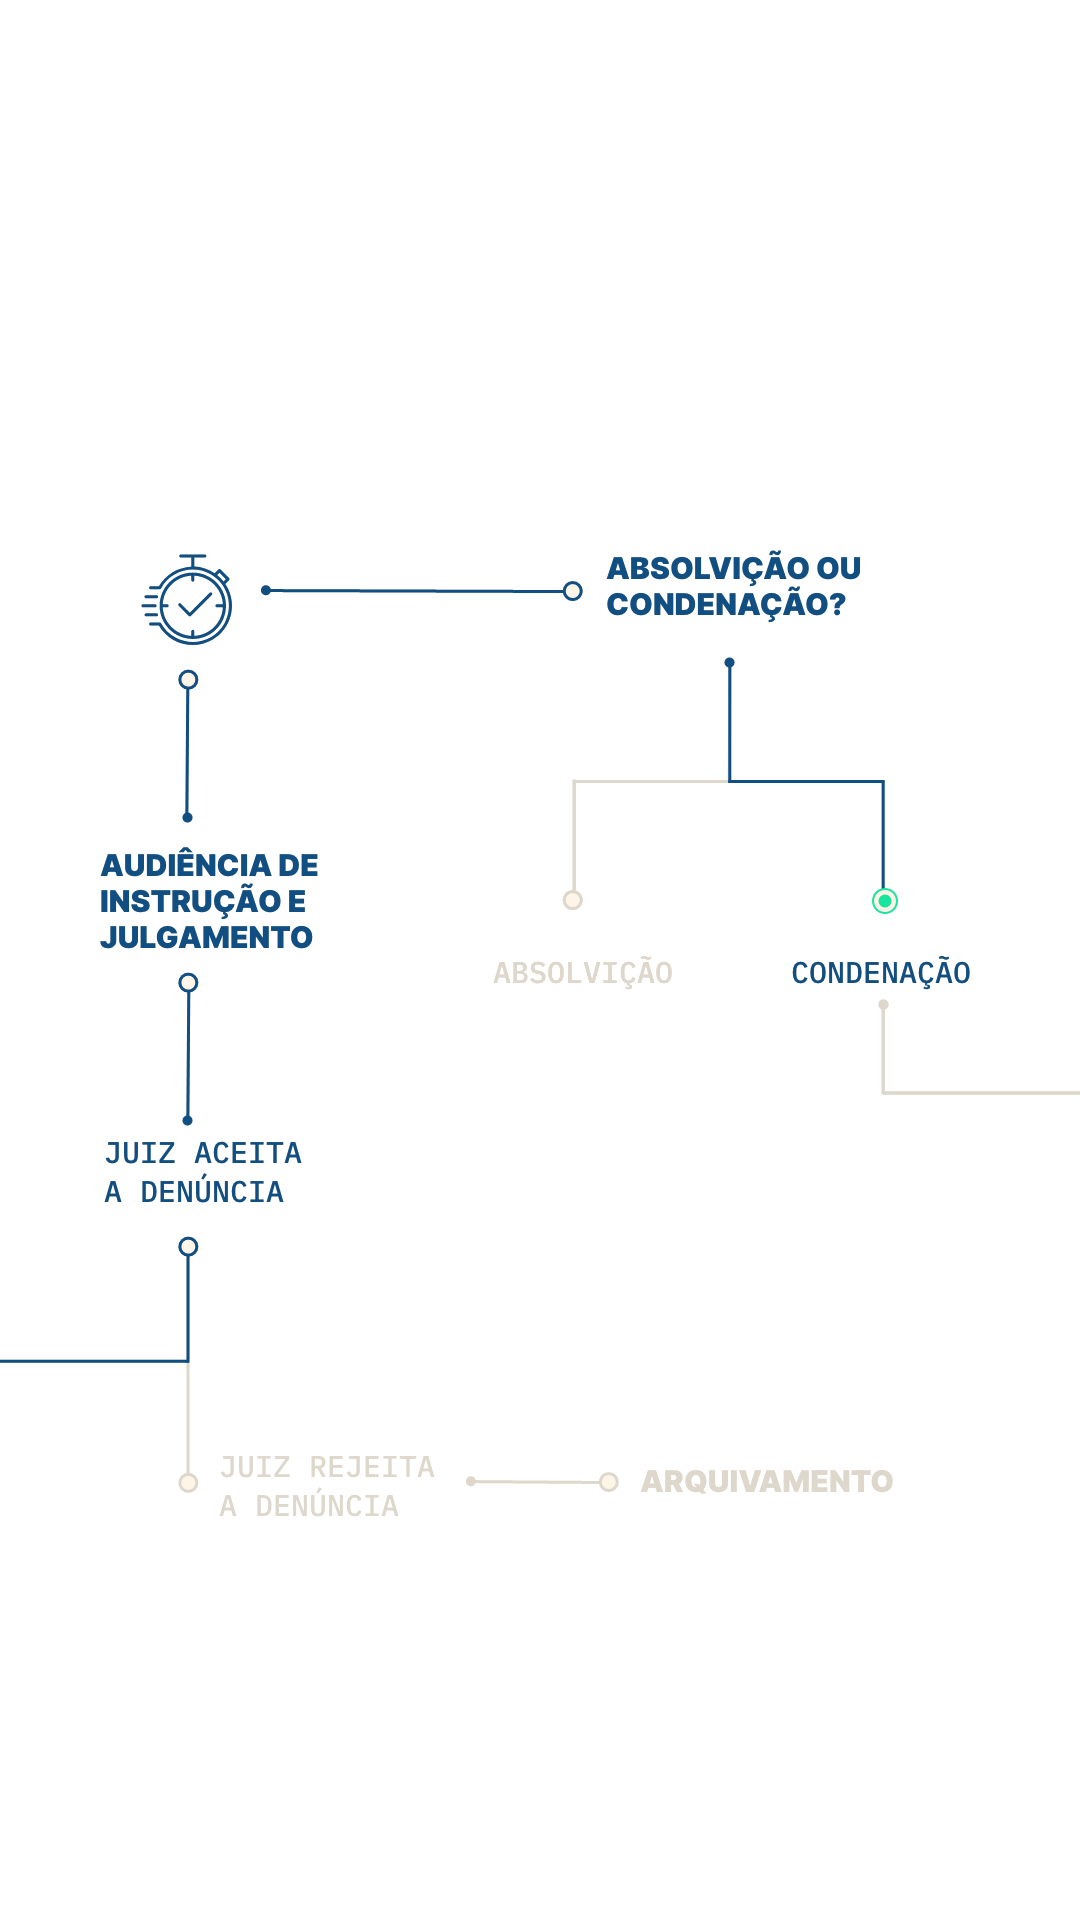 ABSOLVIÇÃO OU
CONDENAÇÃO?
AUDIÊNCIA DE
INSTRUÇÃO E
JULGAMENTO
ABSOLVIÇÃO
CONDENAÇÃO
JUIZ ACEITA
A DENÚNCIA
JUIZ REJEITA
A DENÚNCIA
ARQUIVAMENTO